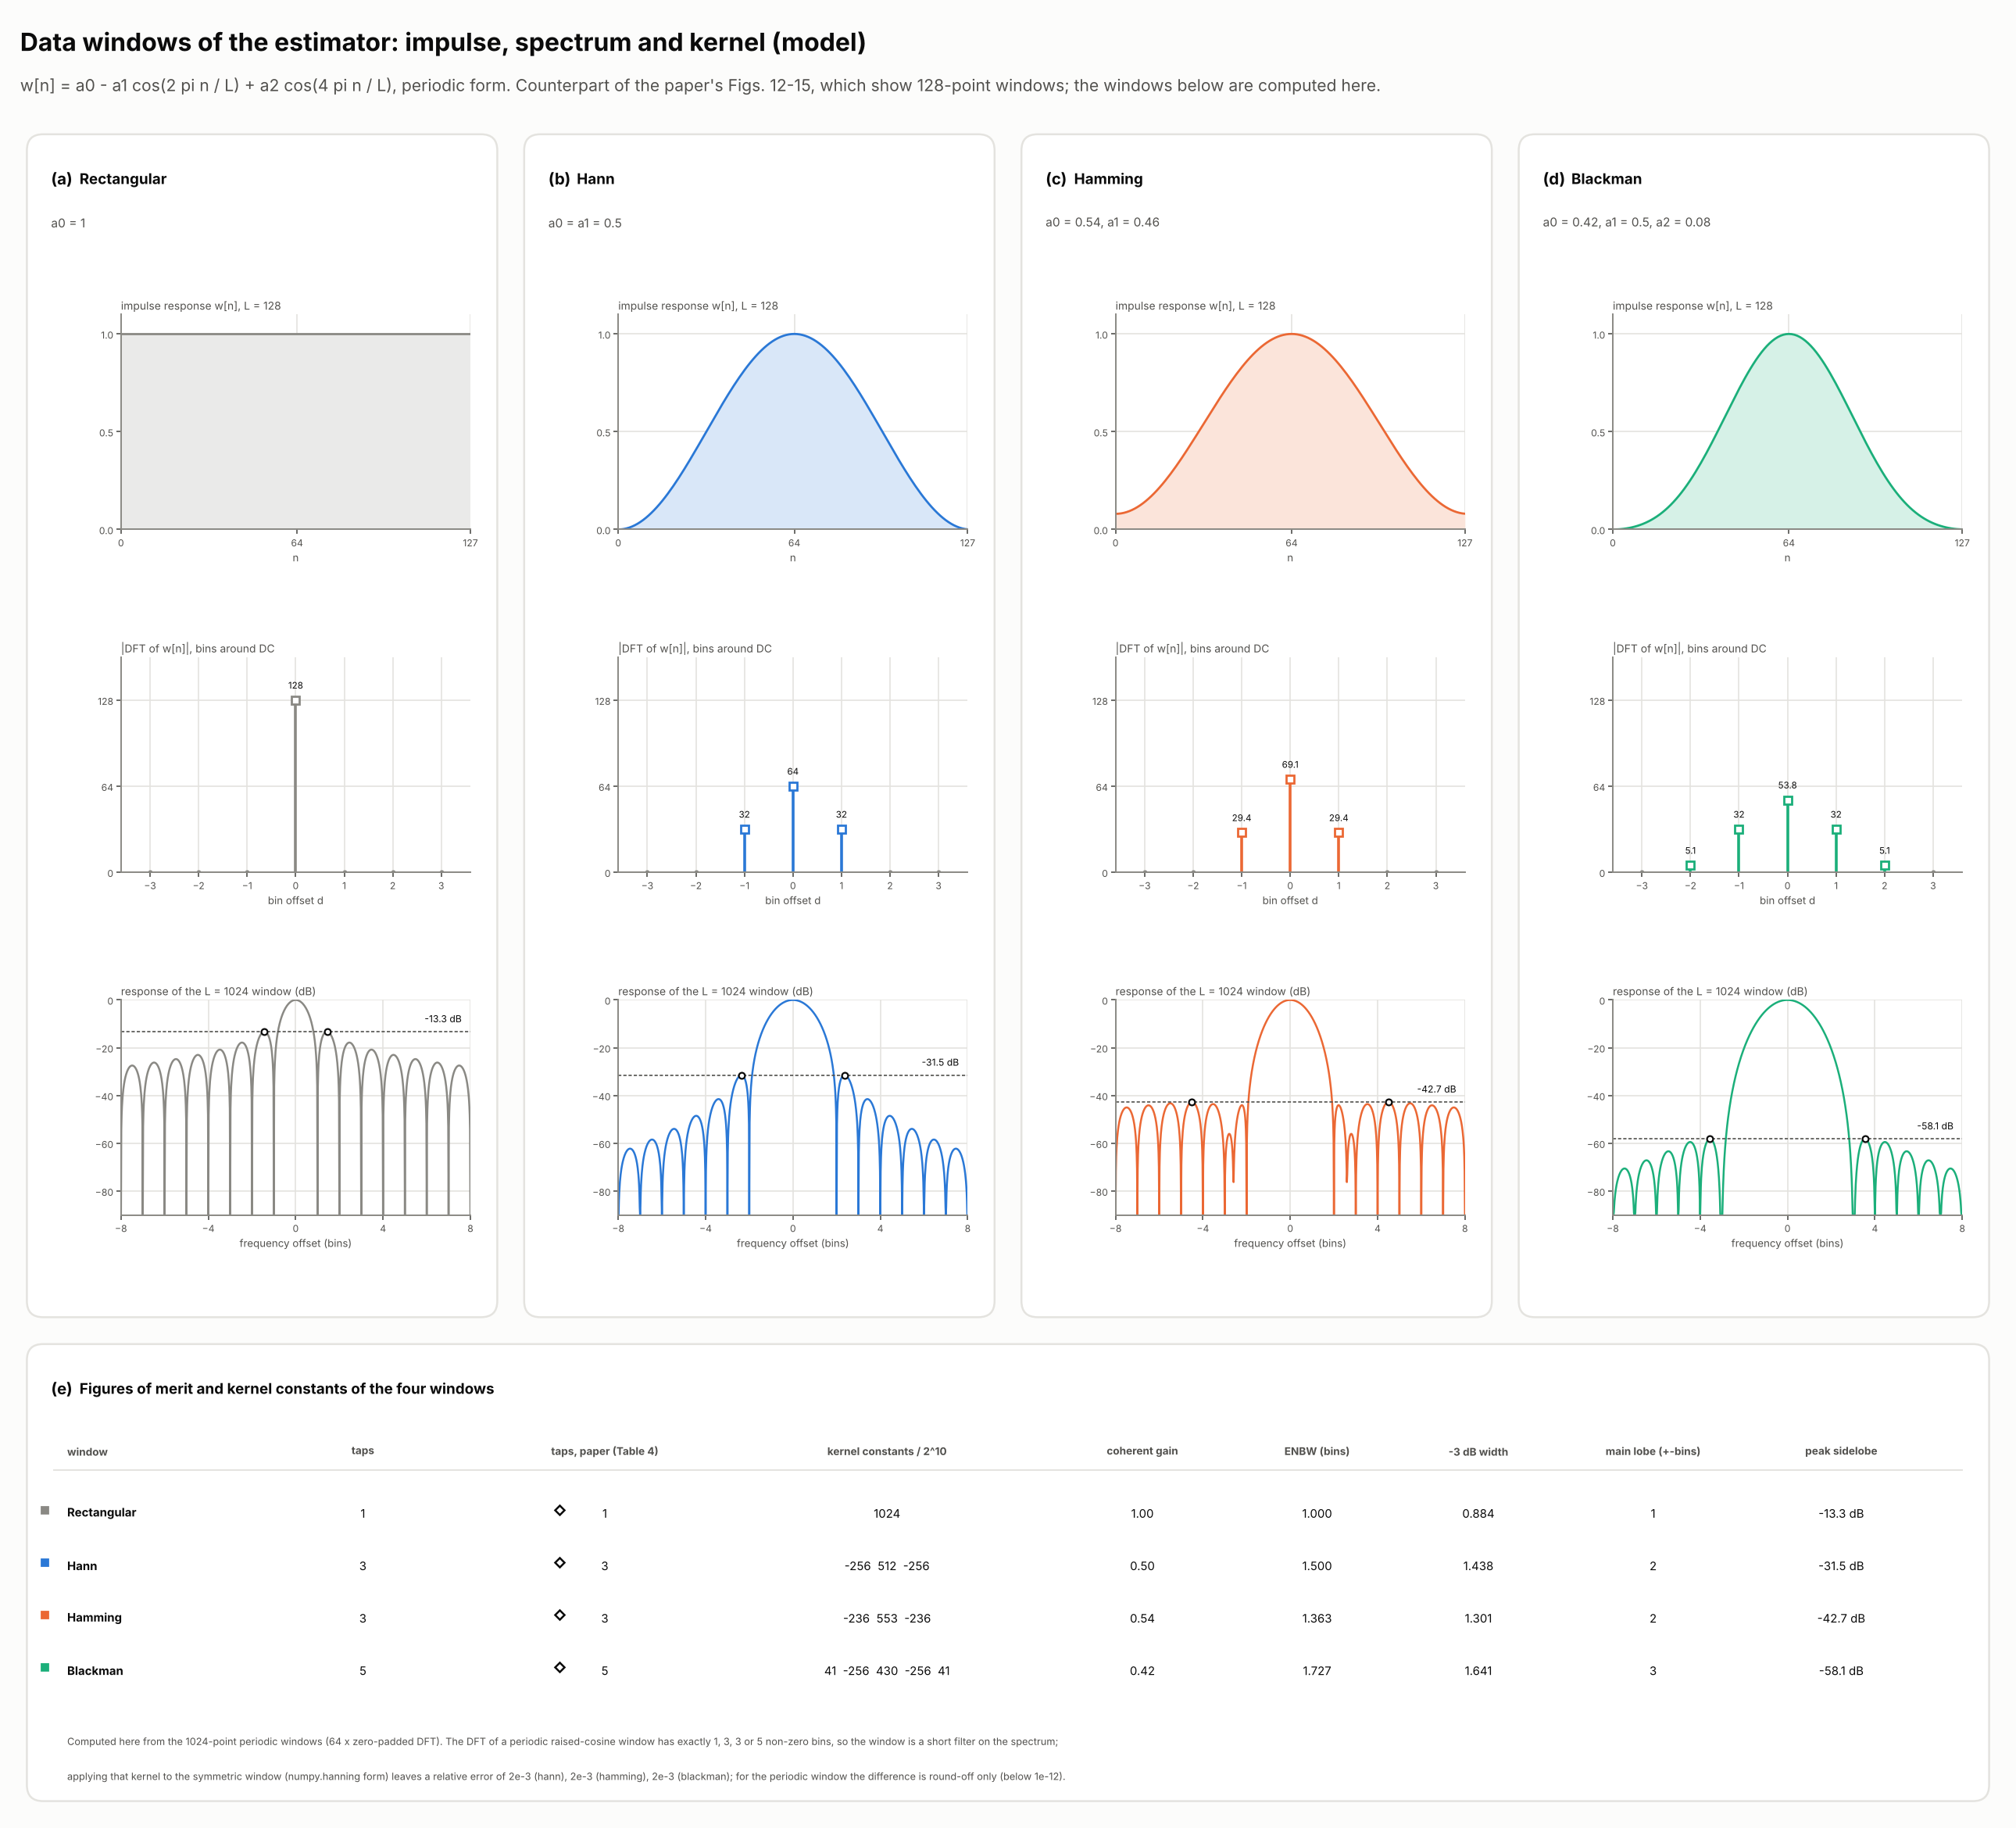 Data windows of the estimator: impulse, spectrum and kernel (model)
w[n] = a0 - a1 cos(2 pi n / L) + a2 cos(4 pi n / L), periodic form. Counterpart of the paper's Figs. 12-15, which show 128-point windows; the windows below are computed here.
(a) Rectangular
a0 = 1
impulse response w[n], L = 128
1.0
0.5
0.0
0 64 127
n
|DFT of w[n]|, bins around DC
128
128
64
0
−3 −2 −1 0 1 2 3
bin offset d
response of the L = 1024 window (dB)
0
-13.3 dB
−20
−40
−60
−80
−8 −4 0 4 8
frequency offset (bins)
(b) Hann
a0 = a1 = 0.5
impulse response w[n], L = 128
1.0
0.5
0.0
0 64 127
n
|DFT of w[n]|, bins around DC
128
64
64
32 32
0
−3 −2 −1 0 1 2 3
bin offset d
response of the L = 1024 window (dB)
0
−20
-31.5 dB
−40
−60
−80
−8 −4 0 4 8
frequency offset (bins)
(c) Hamming
a0 = 0.54, a1 = 0.46
impulse response w[n], L = 128
1.0
0.5
0.0
0 64 127
n
|DFT of w[n]|, bins around DC
128
69.1
64
29.4 29.4
0
−3 −2 −1 0 1 2 3
bin offset d
response of the L = 1024 window (dB)
0
−20
-42.7 dB
−40
−60
−80
−8 −4 0 4 8
frequency offset (bins)
(d) Blackman
a0 = 0.42, a1 = 0.5, a2 = 0.08
impulse response w[n], L = 128
1.0
0.5
0.0
0 64 127
n
|DFT of w[n]|, bins around DC
128
64
53.8
32 32
5.1 5.1
0
−3 −2 −1 0 1 2 3
bin offset d
response of the L = 1024 window (dB)
0
−20
−40
-58.1 dB
−60
−80
−8 −4 0 4 8
frequency offset (bins)
(e) Figures of merit and kernel constants of the four windows
window taps taps, paper (Table 4) kernel constants / 2^10 coherent gain ENBW (bins) -3 dB width main lobe (+-bins) peak sidelobe
Rectangular 1 1 1024 1.00 1.000 0.884 1 -13.3 dB
Hann 3 3 -256 512 -256 0.50 1.500 1.438 2 -31.5 dB
Hamming 3 3 -236 553 -236 0.54 1.363 1.301 2 -42.7 dB
Blackman 5 5 41 -256 430 -256 41 0.42 1.727 1.641 3 -58.1 dB
Computed here from the 1024-point periodic windows (64 x zero-padded DFT). The DFT of a periodic raised-cosine window has exactly 1, 3, 3 or 5 non-zero bins, so the window is a short filter on the spectrum;
applying that kernel to the symmetric window (numpy.hanning form) leaves a relative error of 2e-3 (hann), 2e-3 (hamming), 2e-3 (blackman); for the periodic window the difference is round-off only (below 1e-12).